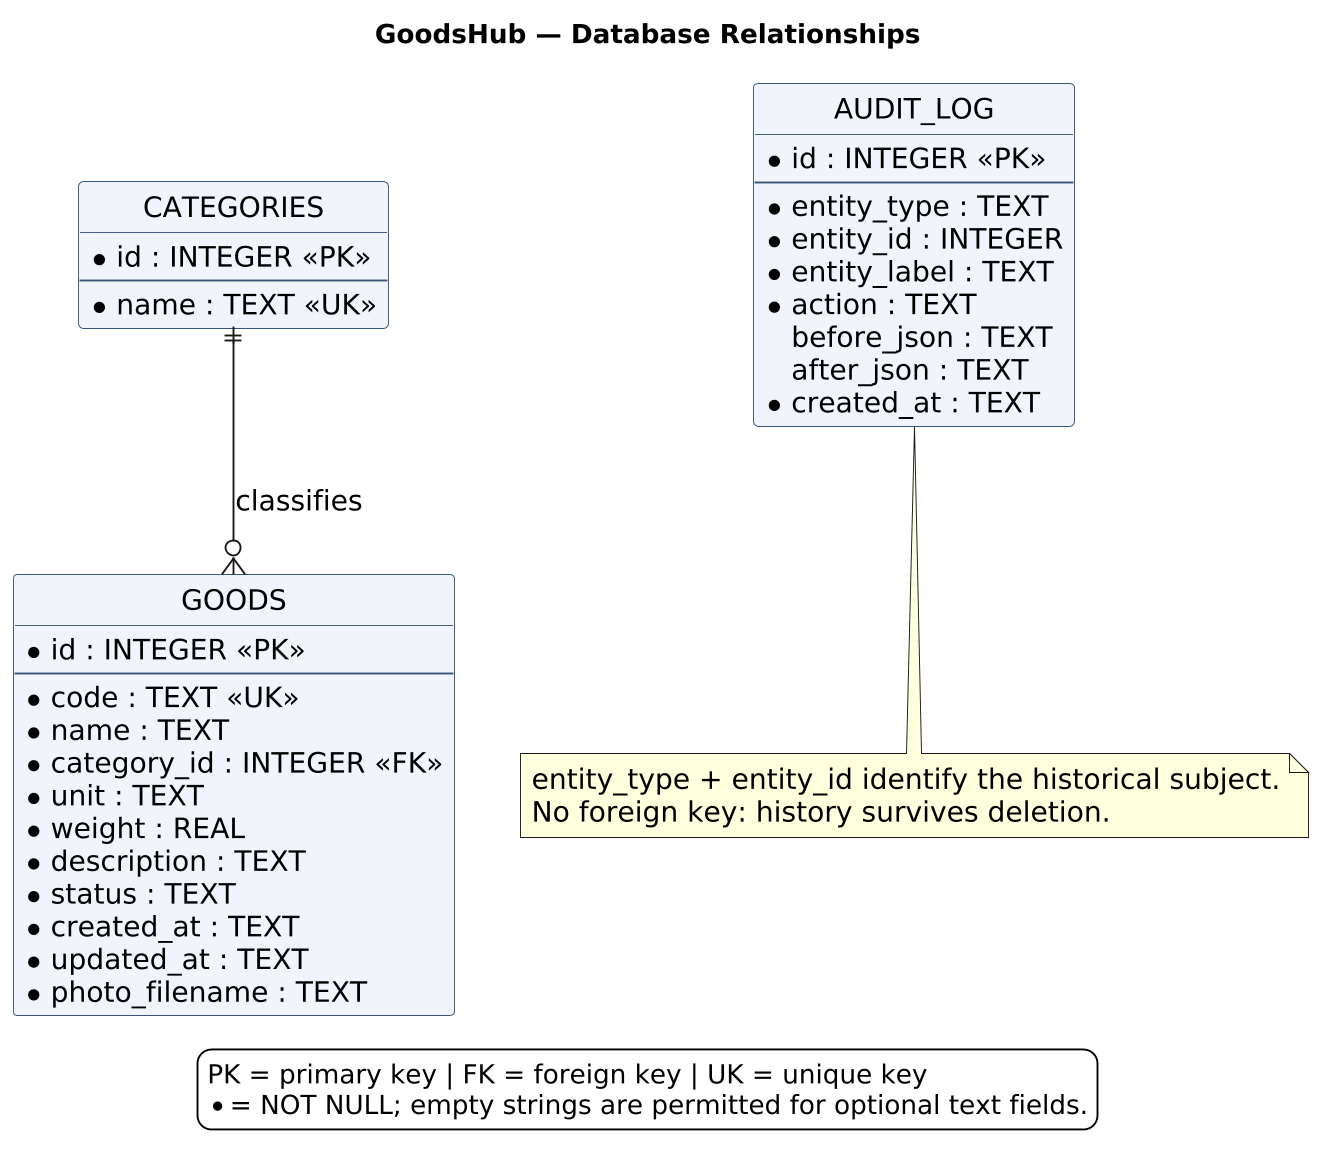 GoodsHub — Database Relationships
CATEGORIES
• id : INTEGER «PK»
• name : TEXT «UK»
AUDIT_LOG
• id : INTEGER «PK»
• entity_type : TEXT
• entity_id : INTEGER
• entity_label : TEXT
• action : TEXT
before_json : TEXT
after_json : TEXT
• created_at : TEXT
classifies
GOODS
• id : INTEGER «PK»
• code : TEXT «UK»
• name : TEXT
• category_id : INTEGER «FK»
• unit : TEXT
• weight : REAL
• description : TEXT
• status : TEXT
• created_at : TEXT
• updated_at : TEXT
• photo_filename : TEXT
entity_type + entity_id identify the historical subject.
No foreign key: history survives deletion.
PK = primary key | FK = foreign key | UK = unique key
• = NOT NULL; empty strings are permitted for optional text fields.